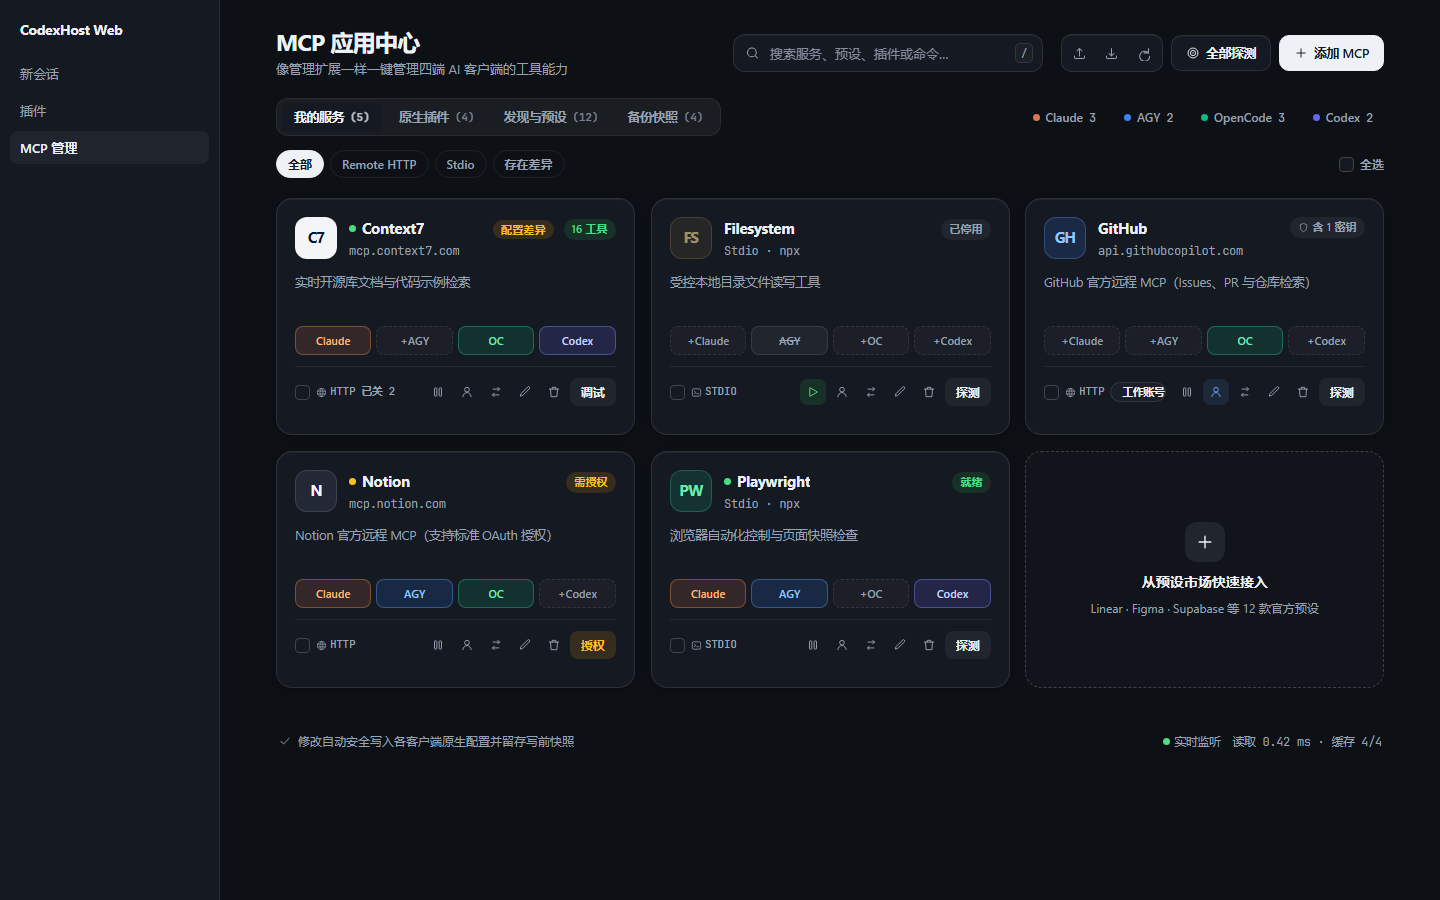 CodexHost Web
新会话
插件
MCP 管理
MCP 应用中心
像管理扩展一样一键管理四端 AI 客户端的工具能力
搜索服务、预设、插件或命令...
/
全部探测
添加 MCP
我的服务 (5)
原生插件 (4)
发现与预设 (12)
备份快照 (4)
Claude 3
AGY 2
OpenCode 3
Codex 2
全部
Remote HTTP
Stdio
存在差异
全选
C7
Context7
配置差异
16 工具
mcp.context7.com
实时开源库文档与代码示例检索
Claude
+AGY
OC
Codex
HTTP 已关 2
调试
FS
Filesystem
已停用
Stdio · npx
受控本地目录文件读写工具
+Claude
AGY
+OC
+Codex
STDIO
探测
GH
GitHub
含 1 密钥
api.githubcopilot.com
GitHub 官方远程 MCP（Issues、PR 与仓库检索）
+Claude
+AGY
OC
+Codex
HTTP
工作账号
探测
N
Notion
需授权
mcp.notion.com
Notion 官方远程 MCP（支持标准 OAuth 授权）
Claude
AGY
OC
+Codex
HTTP
授权
PW
Playwright
就绪
Stdio · npx
浏览器自动化控制与页面快照检查
Claude
AGY
+OC
Codex
STDIO
探测
从预设市场快速接入
Linear · Figma · Supabase 等 12 款官方预设
修改自动安全写入各客户端原生配置并留存写前快照
实时监听 读取 0.42 ms · 缓存 4/4